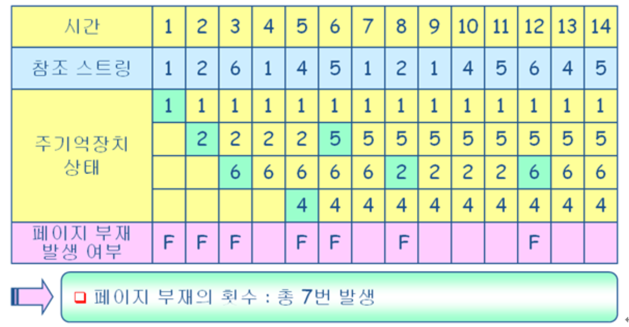 시간 1 2 3 4 5 6 7 8 9 10 11 12 13 14
참조 스트링 1 2 6 1 4 5 1 2 1 4 5 6 4 5
주기억장치
상태
1 1 1 1 1 1 1 1 1 1 1 1 1 1
2 2 2 2 5 5 5 5 5 5 5 5 5
6 6 6 6 6 2 2 2 2 6 6 6
4 4 4 4 4 4 4 4 4 4
페이지 부재
발생 여부
F F F F F F F
페이지 부재의 횟수 : 총 7번 발생